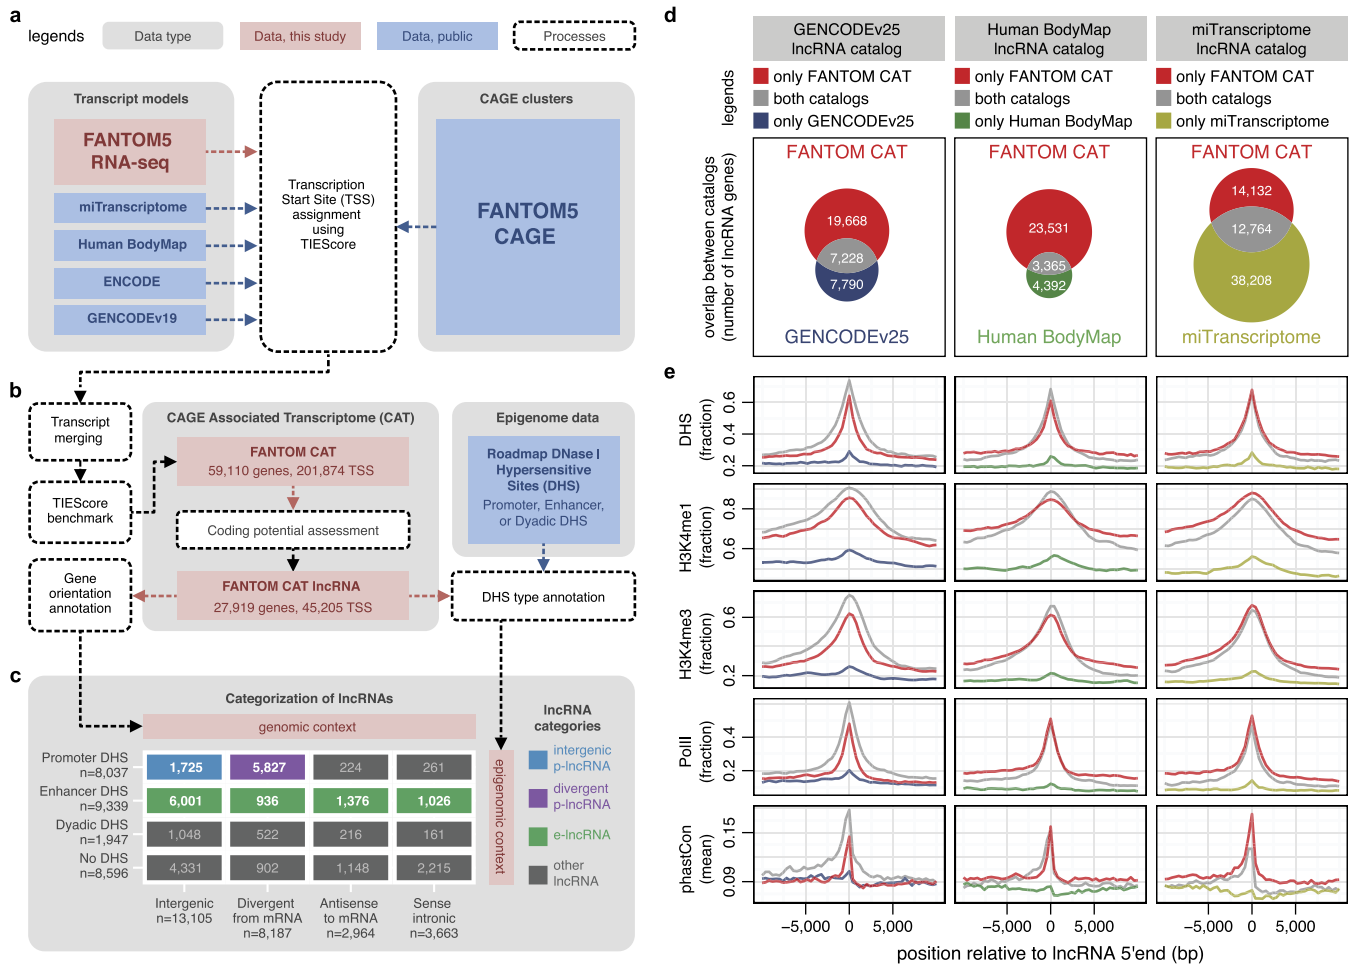 a
legends
Data type
Data, this study
Data, public
Processes
Transcript models
FANTOM5
RNA-seq
miTranscriptome
Human BodyMap
ENCODE
GENCODEv19
Transcription
Start Site (TSS)
assignment
using
TIEScore
CAGE clusters
FANTOM5
CAGE
b
Transcript
merging
TIEScore
benchmark
Gene
orientation
annotation
CAGE Associated Transcriptome (CAT)
FANTOM CAT
59,110 genes, 201,874 TSS
Coding potential assessment
FANTOM CAT lncRNA
27,919 genes, 45,205 TSS
Epigenome data
Roadmap DNase I
Hypersensitive
Sites (DHS)
Promoter, Enhancer,
or Dyadic DHS
DHS type annotation
c
Categorization of lncRNAs
genomic context
Promoter DHS
n=8,037
1,725 5,827 224 261
Enhancer DHS
n=9,339
6,001 936 1,376 1,026
Dyadic DHS
n=1,947
1,048 522 216 161
No DHS
n=8,596
4,331 902 1,148 2,215
Intergenic
n=13,105
Divergent
from mRNA
n=8,187
Antisense
to mRNA
n=2,964
Sense
intronic
n=3,663
epigenomic context
lncRNA
categories
intergenic
p-lncRNA
divergent
p-lncRNA
e-lncRNA
other
lncRNA
d
legends
GENCODEv25
lncRNA catalog
only FANTOM CAT
both catalogs
only GENCODEv25
Human BodyMap
lncRNA catalog
only FANTOM CAT
both catalogs
only Human BodyMap
miTranscriptome
lncRNA catalog
only FANTOM CAT
both catalogs
only miTranscriptome
overlap between catalogs
(number of lncRNA genes)
FANTOM CAT
19,668
7,228
7,790
GENCODEv25
FANTOM CAT
23,531
3,365
4,392
Human BodyMap
FANTOM CAT
14,132
12,764
38,208
miTranscriptome
e
DHS
(fraction)
0.6
0.4
0.2
H3K4me1
(fraction)
0.8
0.6
H3K4me3
(fraction)
0.6
0.2
PolII
(fraction)
0.4
0.2
phastCon
(mean)
0.15
0.09
−5,000 0 5,000
−5,000 0 5,000
−5,000 0 5,000
position relative to lncRNA 5'end (bp)